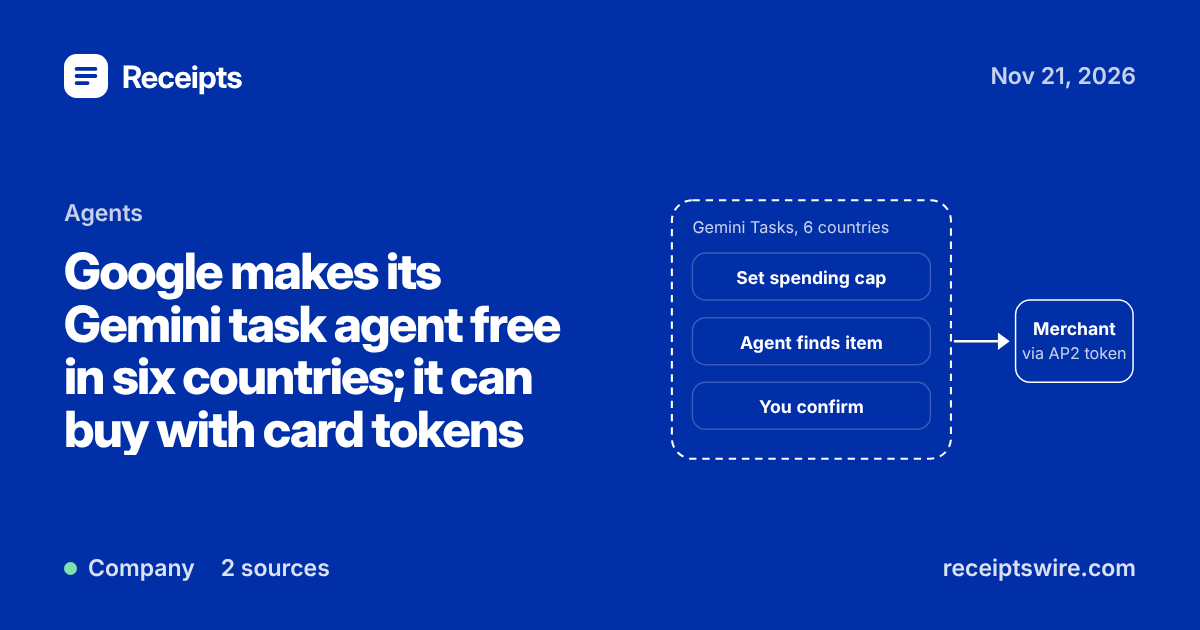 Receipts
Nov 21, 2026
Agents
Google makes its
Gemini task agent free
in six countries; it can
buy with card tokens
Gemini Tasks, 6 countries
Set spending cap
Agent finds item
You confirm
Merchant
via AP2 token
Company
2 sources
receiptswire.com